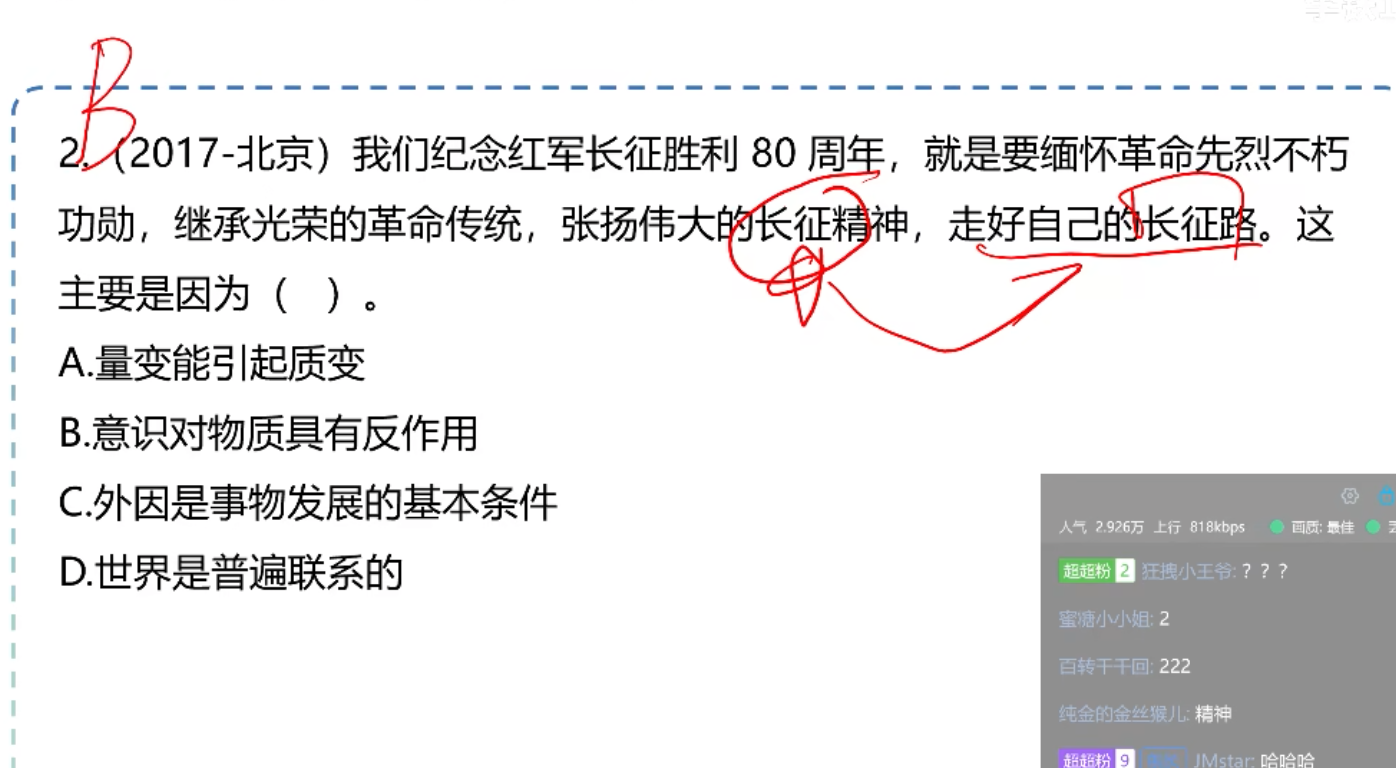 B
2.（2017-北京）我们纪念红军长征胜利 80 周年，就是要缅怀革命先烈不朽
功勋，继承光荣的革命传统，张扬伟大的长征精神，走好自己的长征路。这
主要是因为（　）。
A.量变能引起质变
B.意识对物质具有反作用
C.外因是事物发展的基本条件
D.世界是普遍联系的
人气 2.926万 上行 818kbps 画质: 最佳
超超粉 2 狂拽小王爷: ？？？
蜜糖小小姐: 2
百转千千回: 222
纯金的金丝猴儿: 精神
超超粉 9 JMstar: 哈哈哈